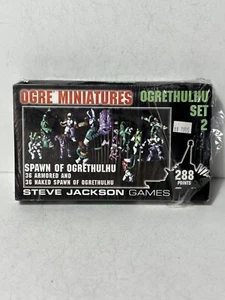 OGRE MINIATURES
OGRETHULHU
SET
2
SPAWN OF OGRETHULHU
36 ARMORED AND
36 NAKED SPAWN OF OGRETHULHU
288
POINTS
STEVE JACKSON GAMES